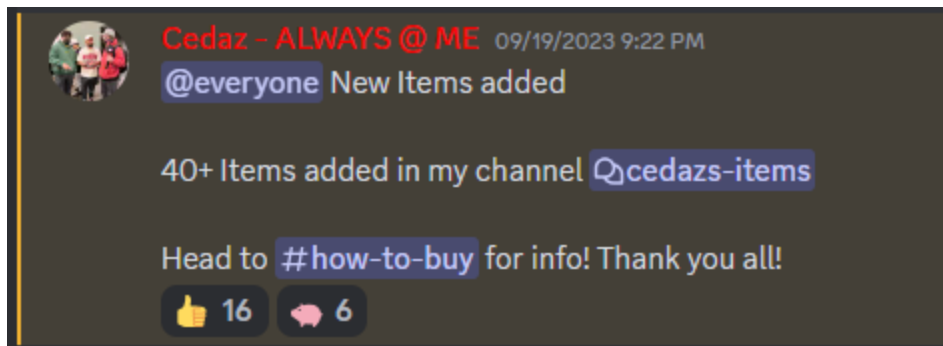 Cedaz - ALWAYS @ ME 09/19/2023 9:22 PM
@everyone New Items added
40+ Items added in my channel cedazs-items
Head to #how-to-buy for info! Thank you all!
16 6